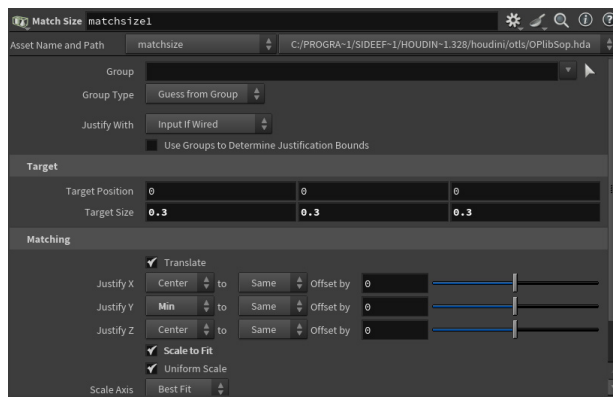 Match Size matchsize1
Asset Name and Path matchsize C:/PROGRA~1/SIDEEF~1/HOUDIN~1.328/houdini/otls/OPlibSop.hda
Group
Group Type Guess from Group
Justify With Input If Wired
Use Groups to Determine Justification Bounds
Target
Target Position 0 0 0
Target Size 0.3 0.3 0.3
Matching
Translate
Justify X Center to Same Offset by 0
Justify Y Min to Same Offset by 0
Justify Z Center to Same Offset by 0
Scale to Fit
Uniform Scale
Scale Axis Best Fit